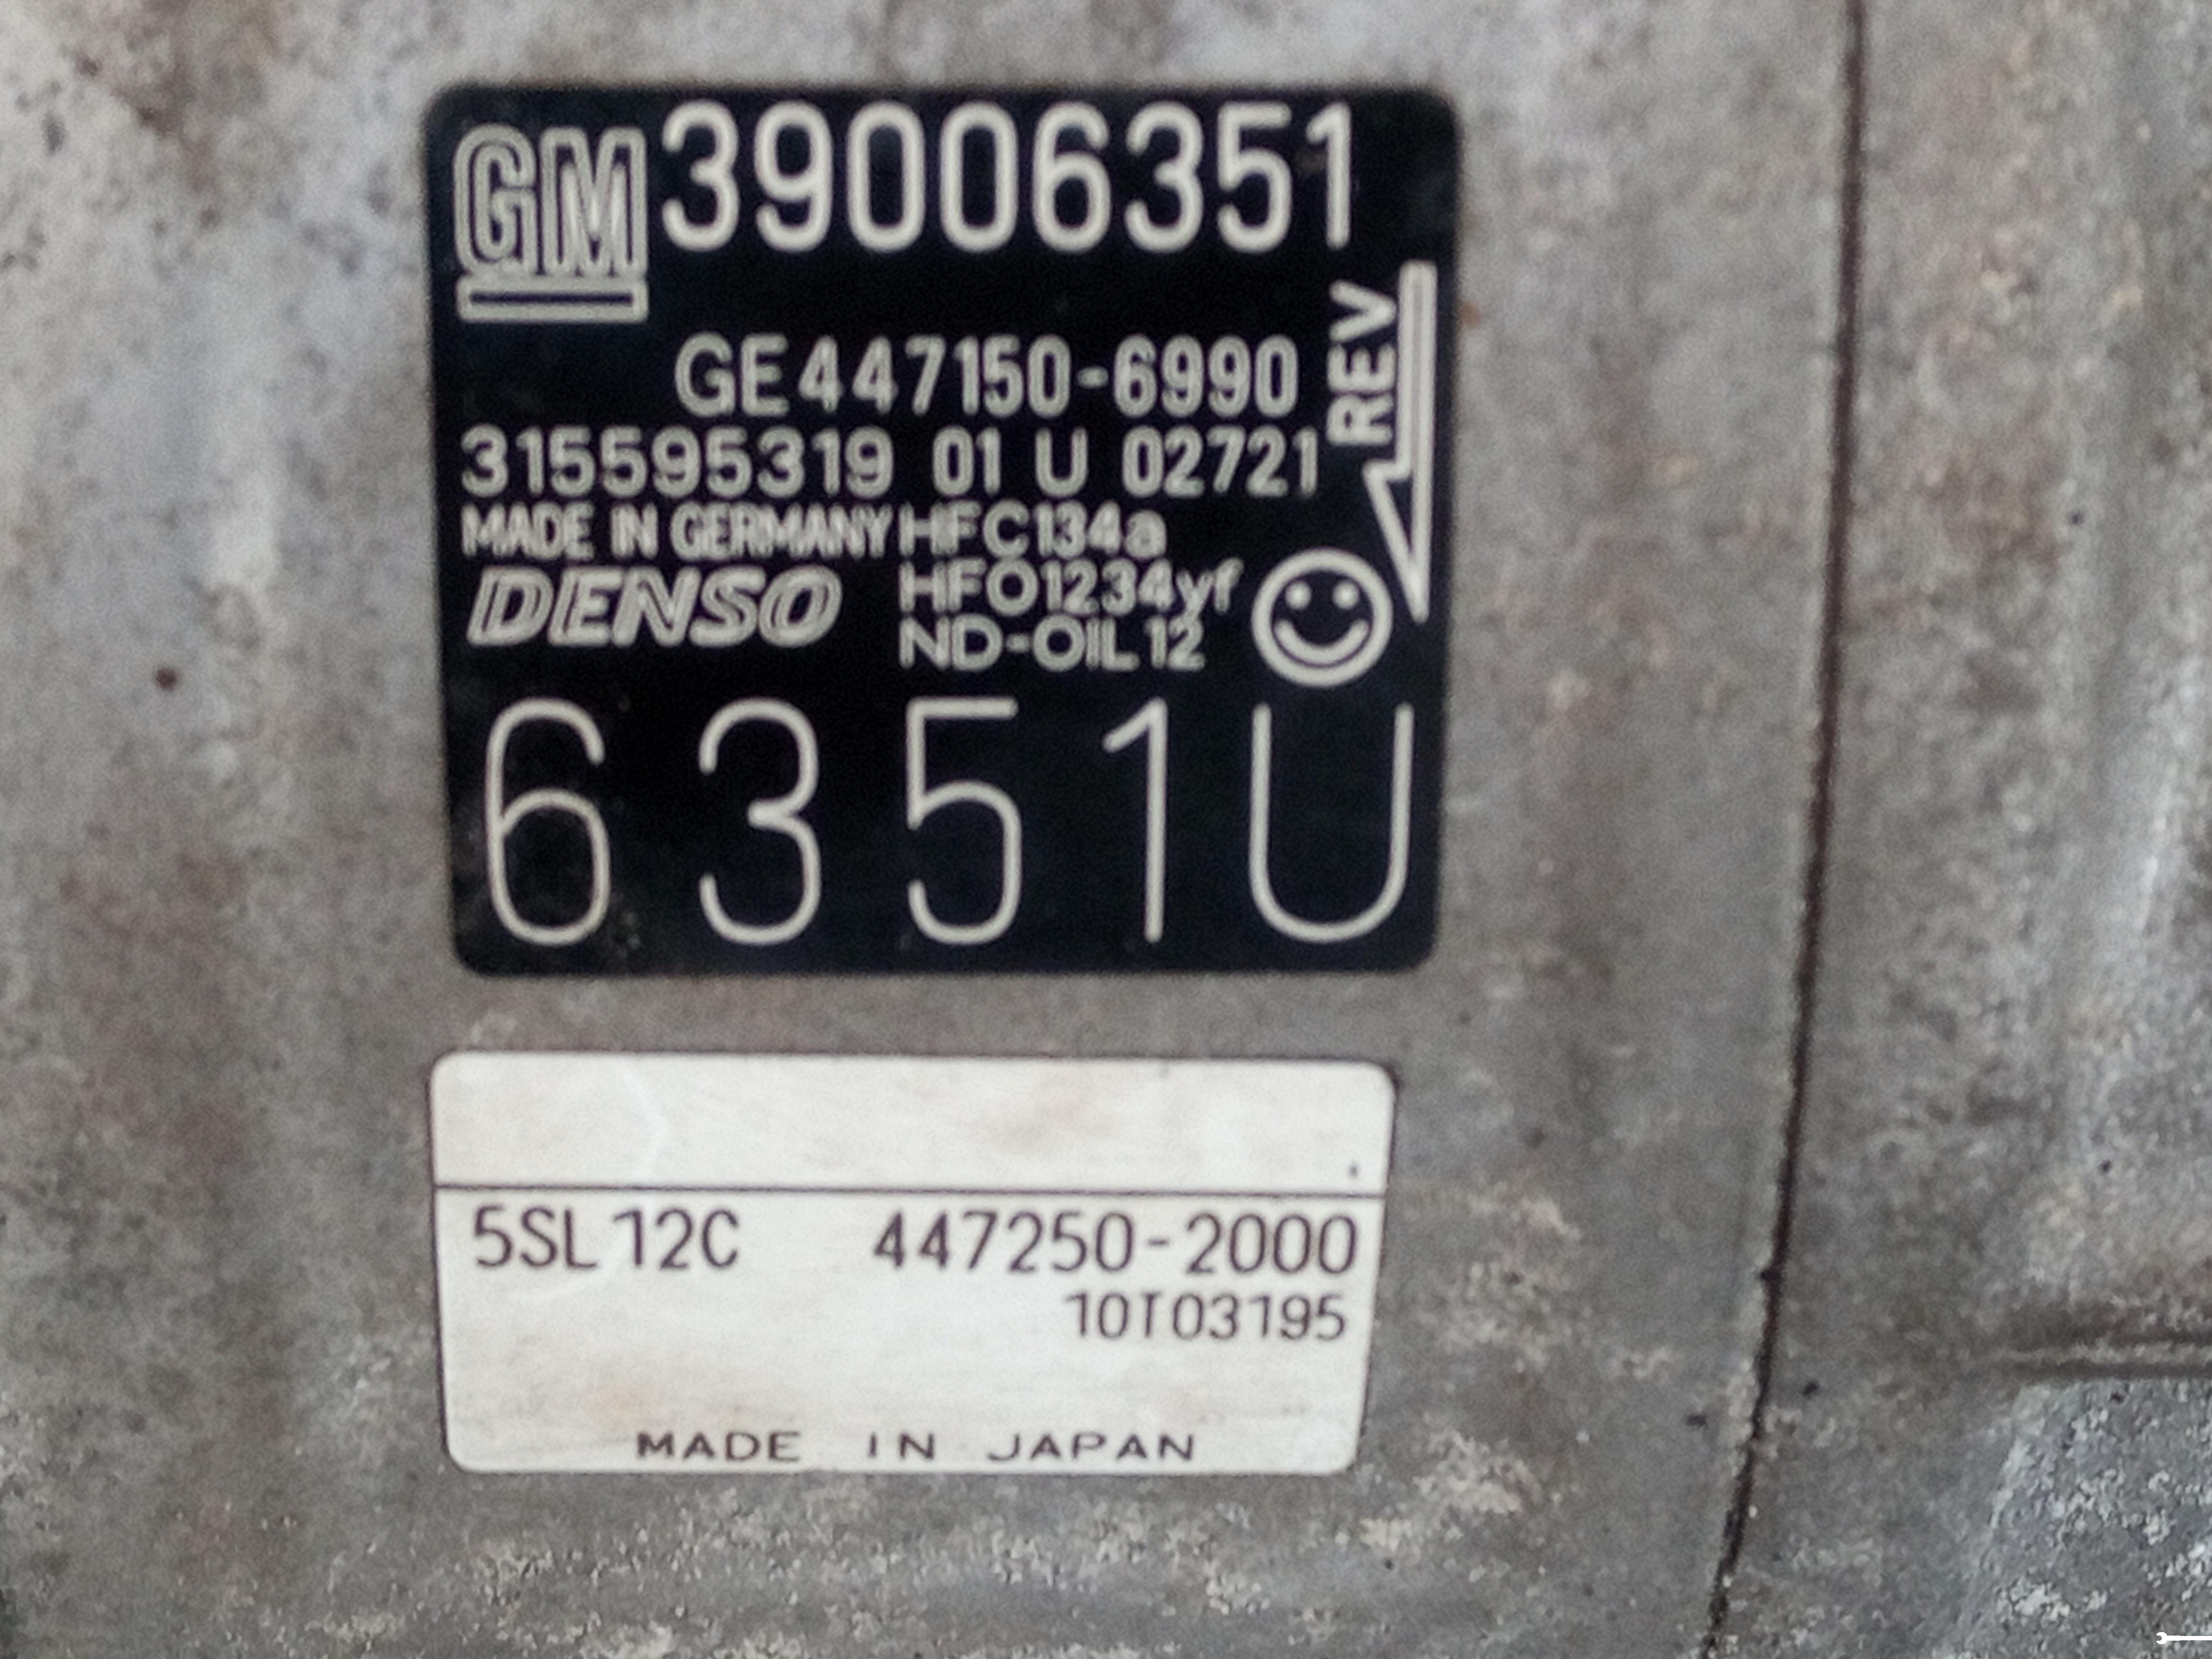 GM 39006351
REV
GE447150-6990
315595319 01 U 02721
MADE IN GERMANY HFC134a
DENSO HFO1234yf
ND-OIL12
6351U
5SL12C 447250-2000
10T03195
MADE IN JAPAN